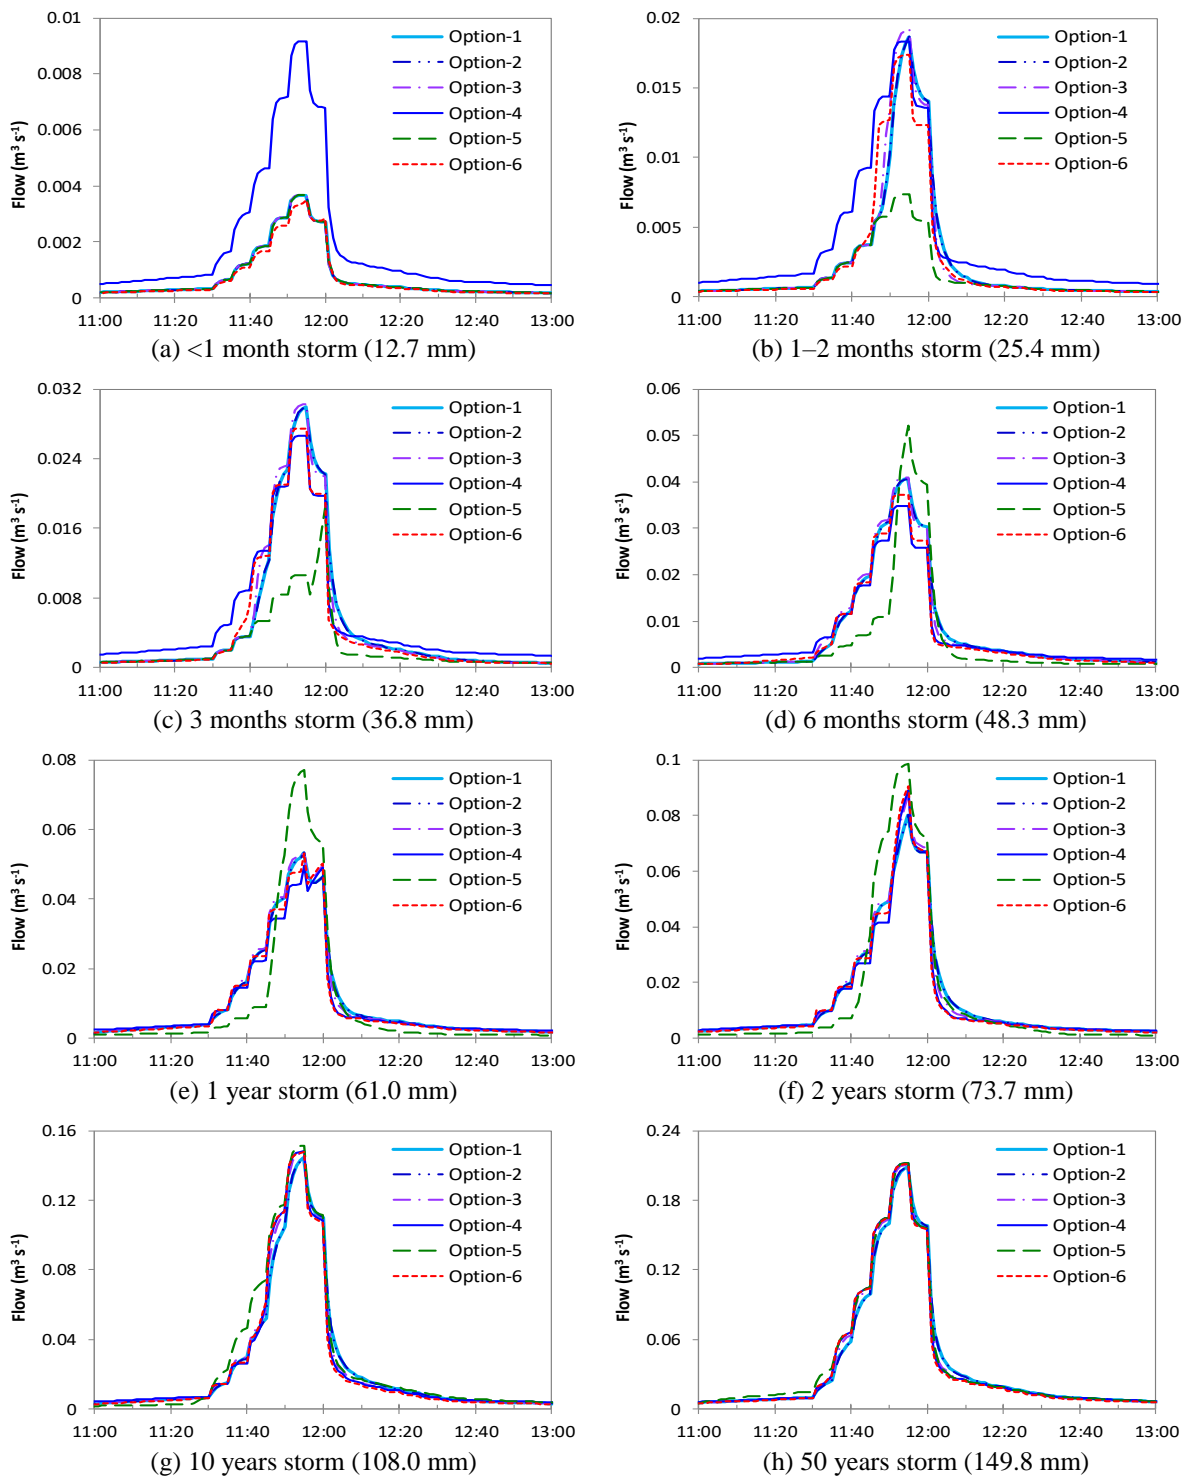 0.01
0.008
0.006
0.004
0.002
0
Flow (m³ s⁻¹)
Option-1
Option-2
Option-3
Option-4
Option-5
Option-6
11:00 11:20 11:40 12:00 12:20 12:40 13:00
(a) <1 month storm (12.7 mm)
0.02
0.015
0.01
0.005
0
Flow (m³ s⁻¹)
Option-1
Option-2
Option-3
Option-4
Option-5
Option-6
11:00 11:20 11:40 12:00 12:20 12:40 13:00
(b) 1–2 months storm (25.4 mm)
0.032
0.024
0.016
0.008
0
Flow (m³ s⁻¹)
Option-1
Option-2
Option-3
Option-4
Option-5
Option-6
11:00 11:20 11:40 12:00 12:20 12:40 13:00
(c) 3 months storm (36.8 mm)
0.06
0.05
0.04
0.03
0.02
0.01
0
Flow (m³ s⁻¹)
Option-1
Option-2
Option-3
Option-4
Option-5
Option-6
11:00 11:20 11:40 12:00 12:20 12:40 13:00
(d) 6 months storm (48.3 mm)
0.08
0.06
0.04
0.02
0
Flow (m³ s⁻¹)
Option-1
Option-2
Option-3
Option-4
Option-5
Option-6
11:00 11:20 11:40 12:00 12:20 12:40 13:00
(e) 1 year storm (61.0 mm)
0.1
0.08
0.06
0.04
0.02
0
Flow (m³ s⁻¹)
Option-1
Option-2
Option-3
Option-4
Option-5
Option-6
11:00 11:20 11:40 12:00 12:20 12:40 13:00
(f) 2 years storm (73.7 mm)
0.16
0.12
0.08
0.04
0
Flow (m³ s⁻¹)
Option-1
Option-2
Option-3
Option-4
Option-5
Option-6
11:00 11:20 11:40 12:00 12:20 12:40 13:00
(g) 10 years storm (108.0 mm)
0.24
0.18
0.12
0.06
0
Flow (m³ s⁻¹)
Option-1
Option-2
Option-3
Option-4
Option-5
Option-6
11:00 11:20 11:40 12:00 12:20 12:40 13:00
(h) 50 years storm (149.8 mm)